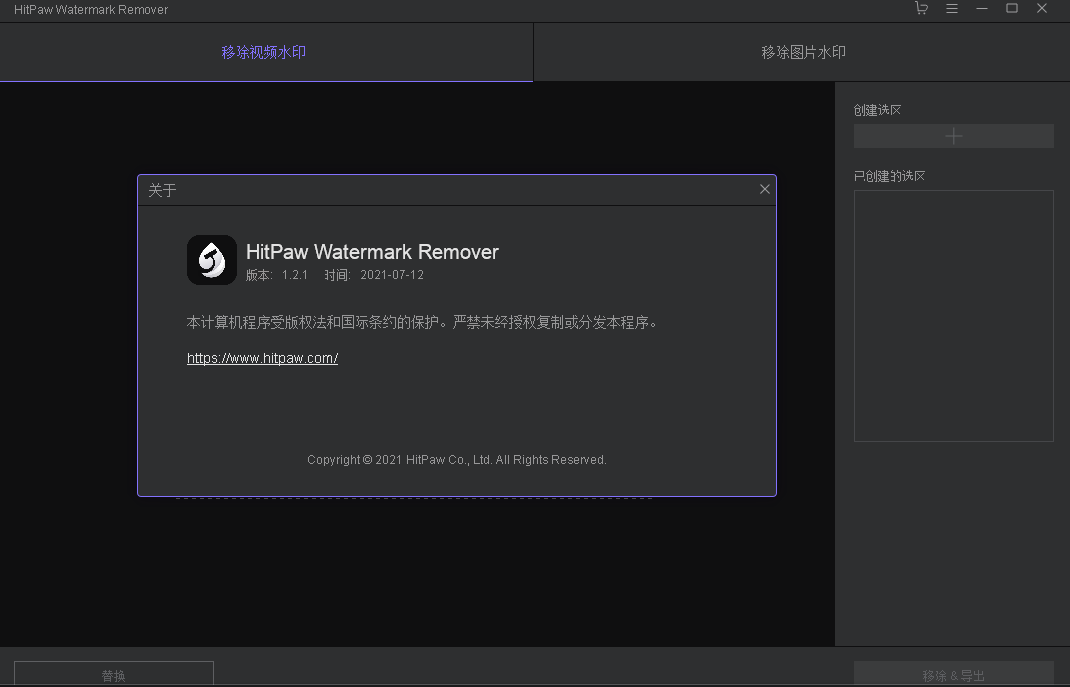 HitPaw Watermark Remover
移除视频水印
移除图片水印
创建选区
已创建的选区
关于
HitPaw Watermark Remover
版本: 1.2.1 时间: 2021-07-12
本计算机程序受版权法和国际条约的保护。严禁未经授权复制或分发本程序。
https://www.hitpaw.com/
Copyright © 2021 HitPaw Co., Ltd. All Rights Reserved.
替换
移除 & 导出